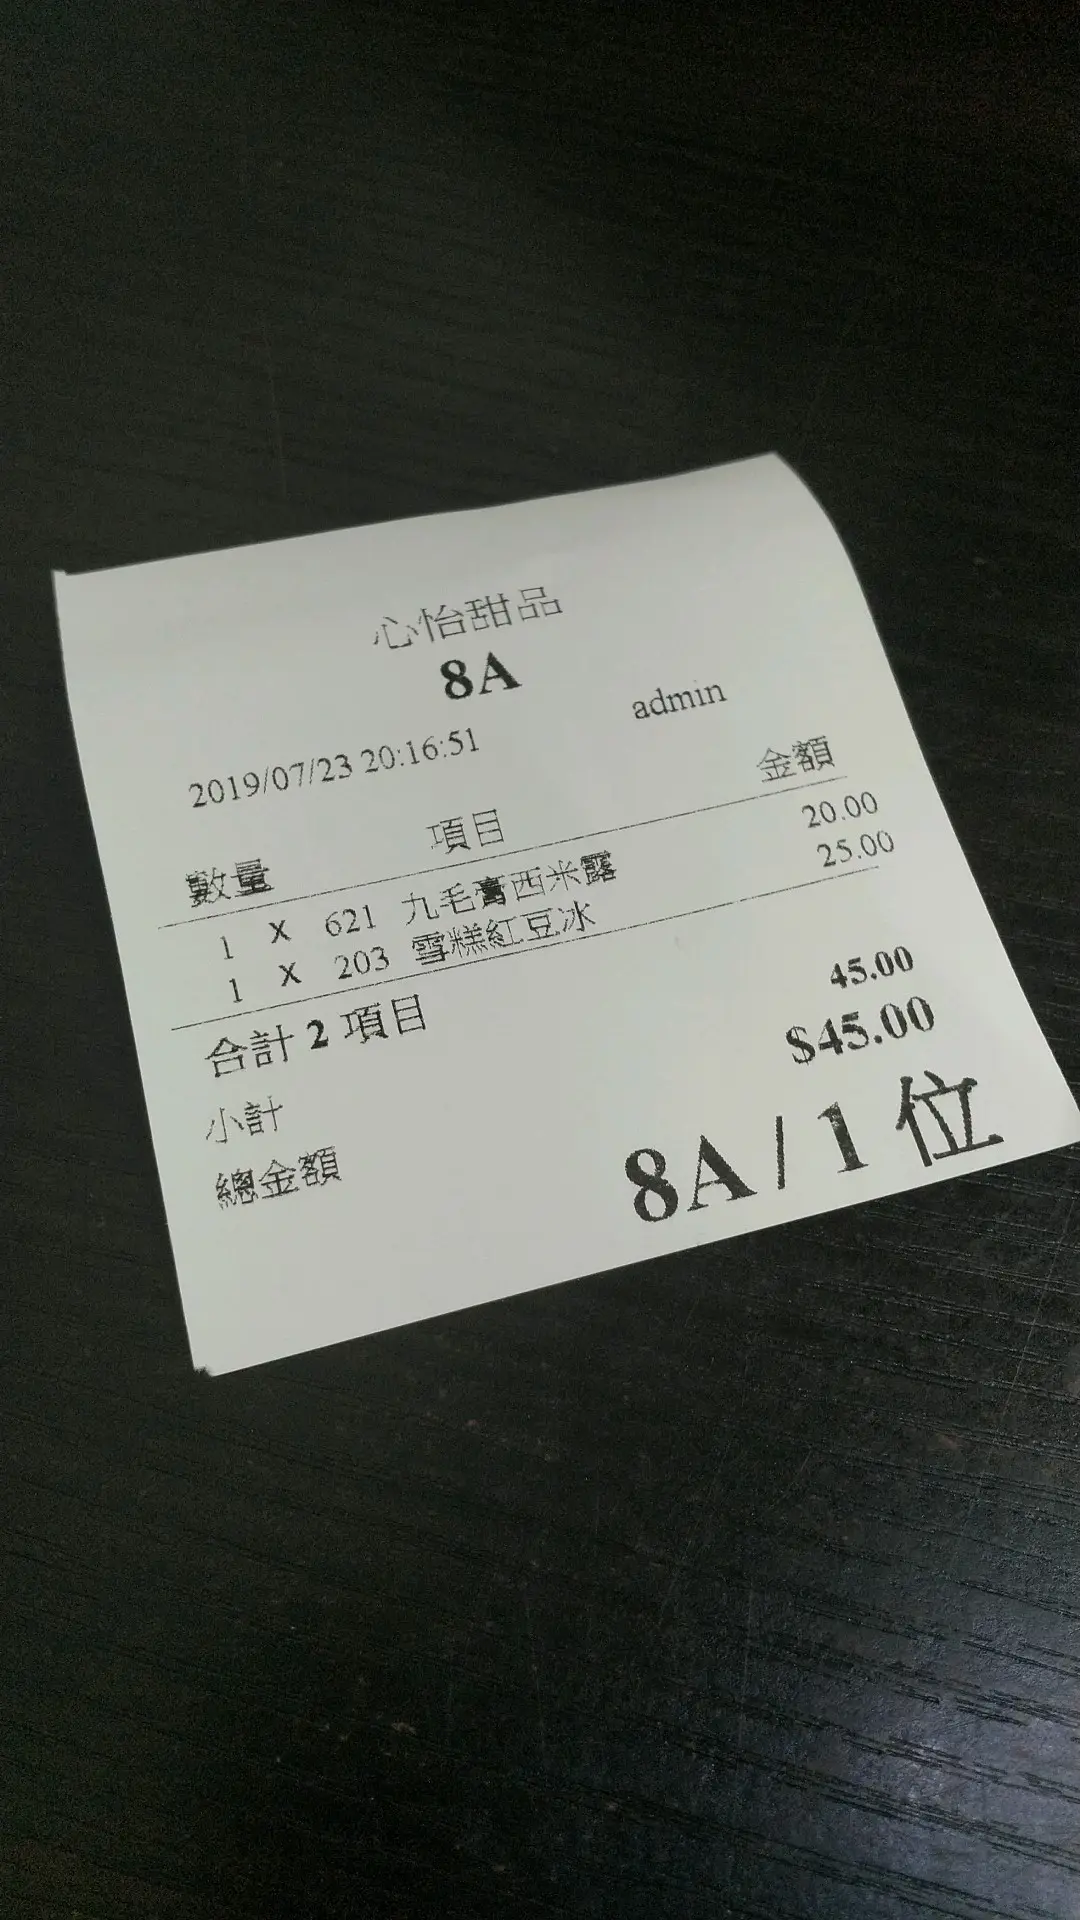 心怡甜品
8A
2019/07/23 20:16:51 admin
數量 項目 金額
1 X 621 九毛膏西米露 20.00
1 X 203 雪糕紅豆冰 25.00
合計 2 項目
小計 45.00
總金額 $45.00
8A / 1 位